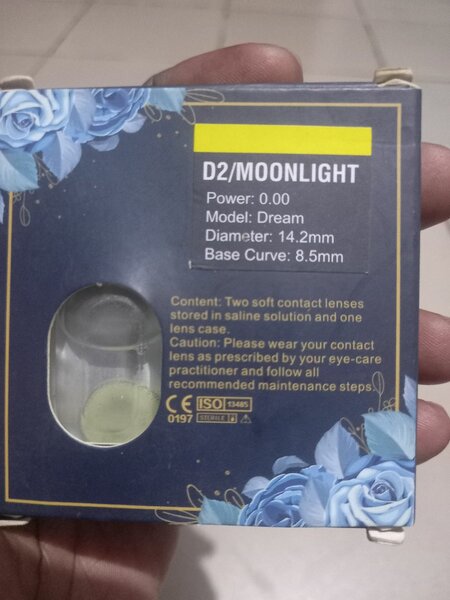 D2/MOONLIGHT
Power: 0.00
Model: Dream
Diameter: 14.2mm
Base Curve: 8.5mm
Content: Two soft contact lenses
stored in saline solution and one
lens case.
Caution: Please wear your contact
lens as prescribed by your eye-care
practitioner and follow all
recommended maintenance steps.
CE ISO 13485
0197 STERILE